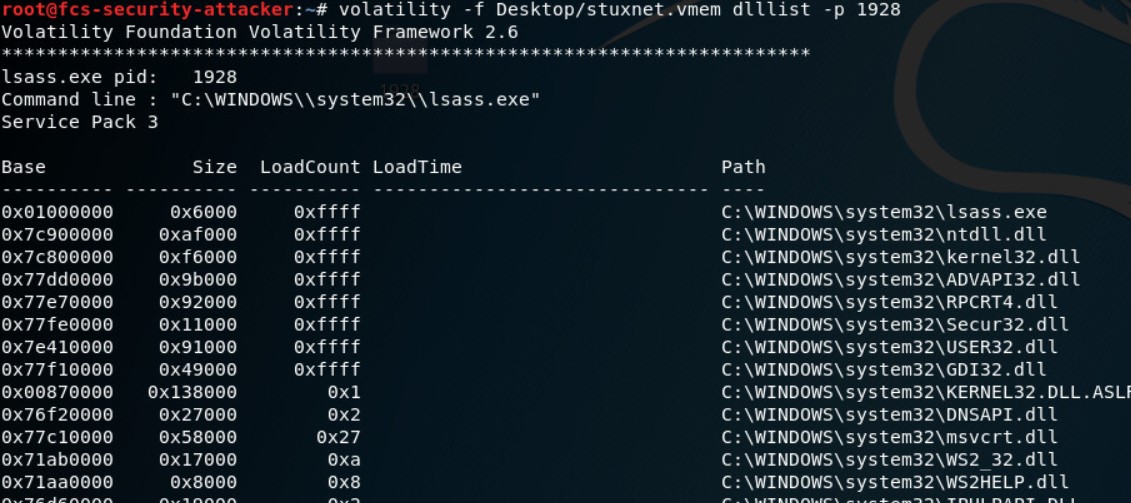 root@fcs-security-attacker:~# volatility -f Desktop/stuxnet.vmem dlllist -p 1928
Volatility Foundation Volatility Framework 2.6
************************************************************************
lsass.exe pid:   1928
Command line : "C:\WINDOWS\\system32\\lsass.exe"
Service Pack 3
Base             Size  LoadCount LoadTime                       Path
---------- ---------- ---------- ------------------------------ ----
0x01000000     0x6000     0xffff                                C:\WINDOWS\system32\lsass.exe
0x7c900000    0xaf000     0xffff                                C:\WINDOWS\system32\ntdll.dll
0x7c800000    0xf6000     0xffff                                C:\WINDOWS\system32\kernel32.dll
0x77dd0000    0x9b000     0xffff                                C:\WINDOWS\system32\ADVAPI32.dll
0x77e70000    0x92000     0xffff                                C:\WINDOWS\system32\RPCRT4.dll
0x77fe0000    0x11000     0xffff                                C:\WINDOWS\system32\Secur32.dll
0x7e410000    0x91000     0xffff                                C:\WINDOWS\system32\USER32.dll
0x77f10000    0x49000     0xffff                                C:\WINDOWS\system32\GDI32.dll
0x00870000   0x138000        0x1                                C:\WINDOWS\system32\KERNEL32.DLL.ASLR
0x76f20000    0x27000        0x2                                C:\WINDOWS\system32\DNSAPI.dll
0x77c10000    0x58000       0x27                                C:\WINDOWS\system32\msvcrt.dll
0x71ab0000    0x17000        0xa                                C:\WINDOWS\system32\WS2_32.dll
0x71aa0000     0x8000        0x8                                C:\WINDOWS\system32\WS2HELP.dll